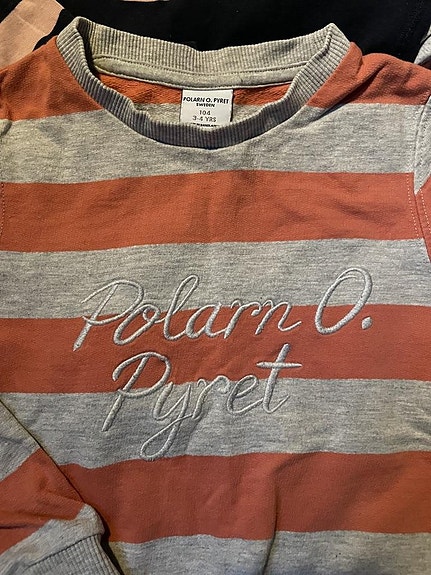 POLARN O. PYRET
SWEDEN
104
3-4 YRS
Polarn O.
Pyret